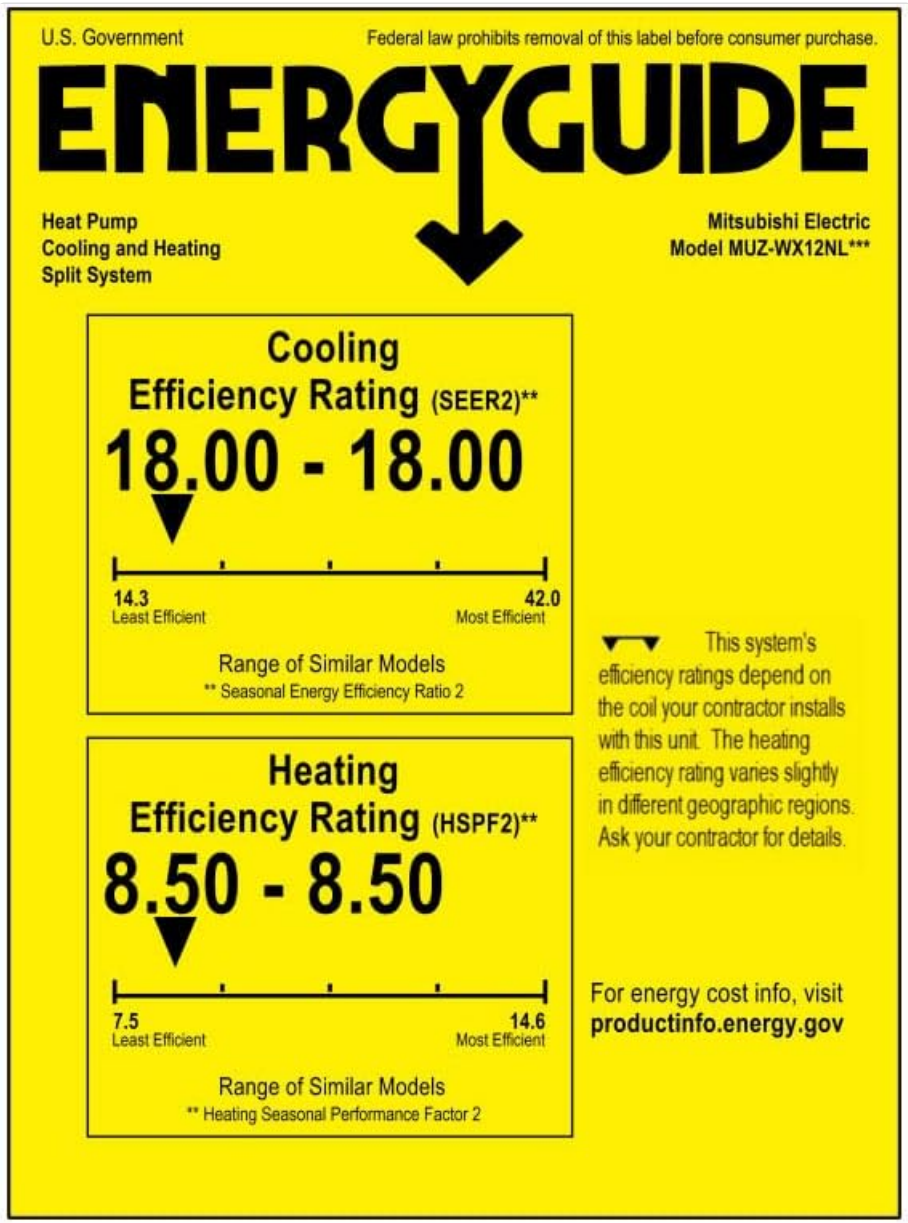 U.S. Government
Federal law prohibits removal of this label before consumer purchase.
ENERGYGUIDE
Heat Pump
Cooling and Heating
Split System
Mitsubishi Electric
Model MUZ-WX12NL***
Cooling
Efficiency Rating (SEER2)**
18.00 - 18.00
14.3
Least Efficient
42.0
Most Efficient
Range of Similar Models
** Seasonal Energy Efficiency Ratio 2
This system's
efficiency ratings depend on
the coil your contractor installs
with this unit. The heating
efficiency rating varies slightly
in different geographic regions.
Ask your contractor for details.
Heating
Efficiency Rating (HSPF2)**
8.50 - 8.50
7.5
Least Efficient
14.6
Most Efficient
Range of Similar Models
** Heating Seasonal Performance Factor 2
For energy cost info, visit
productinfo.energy.gov